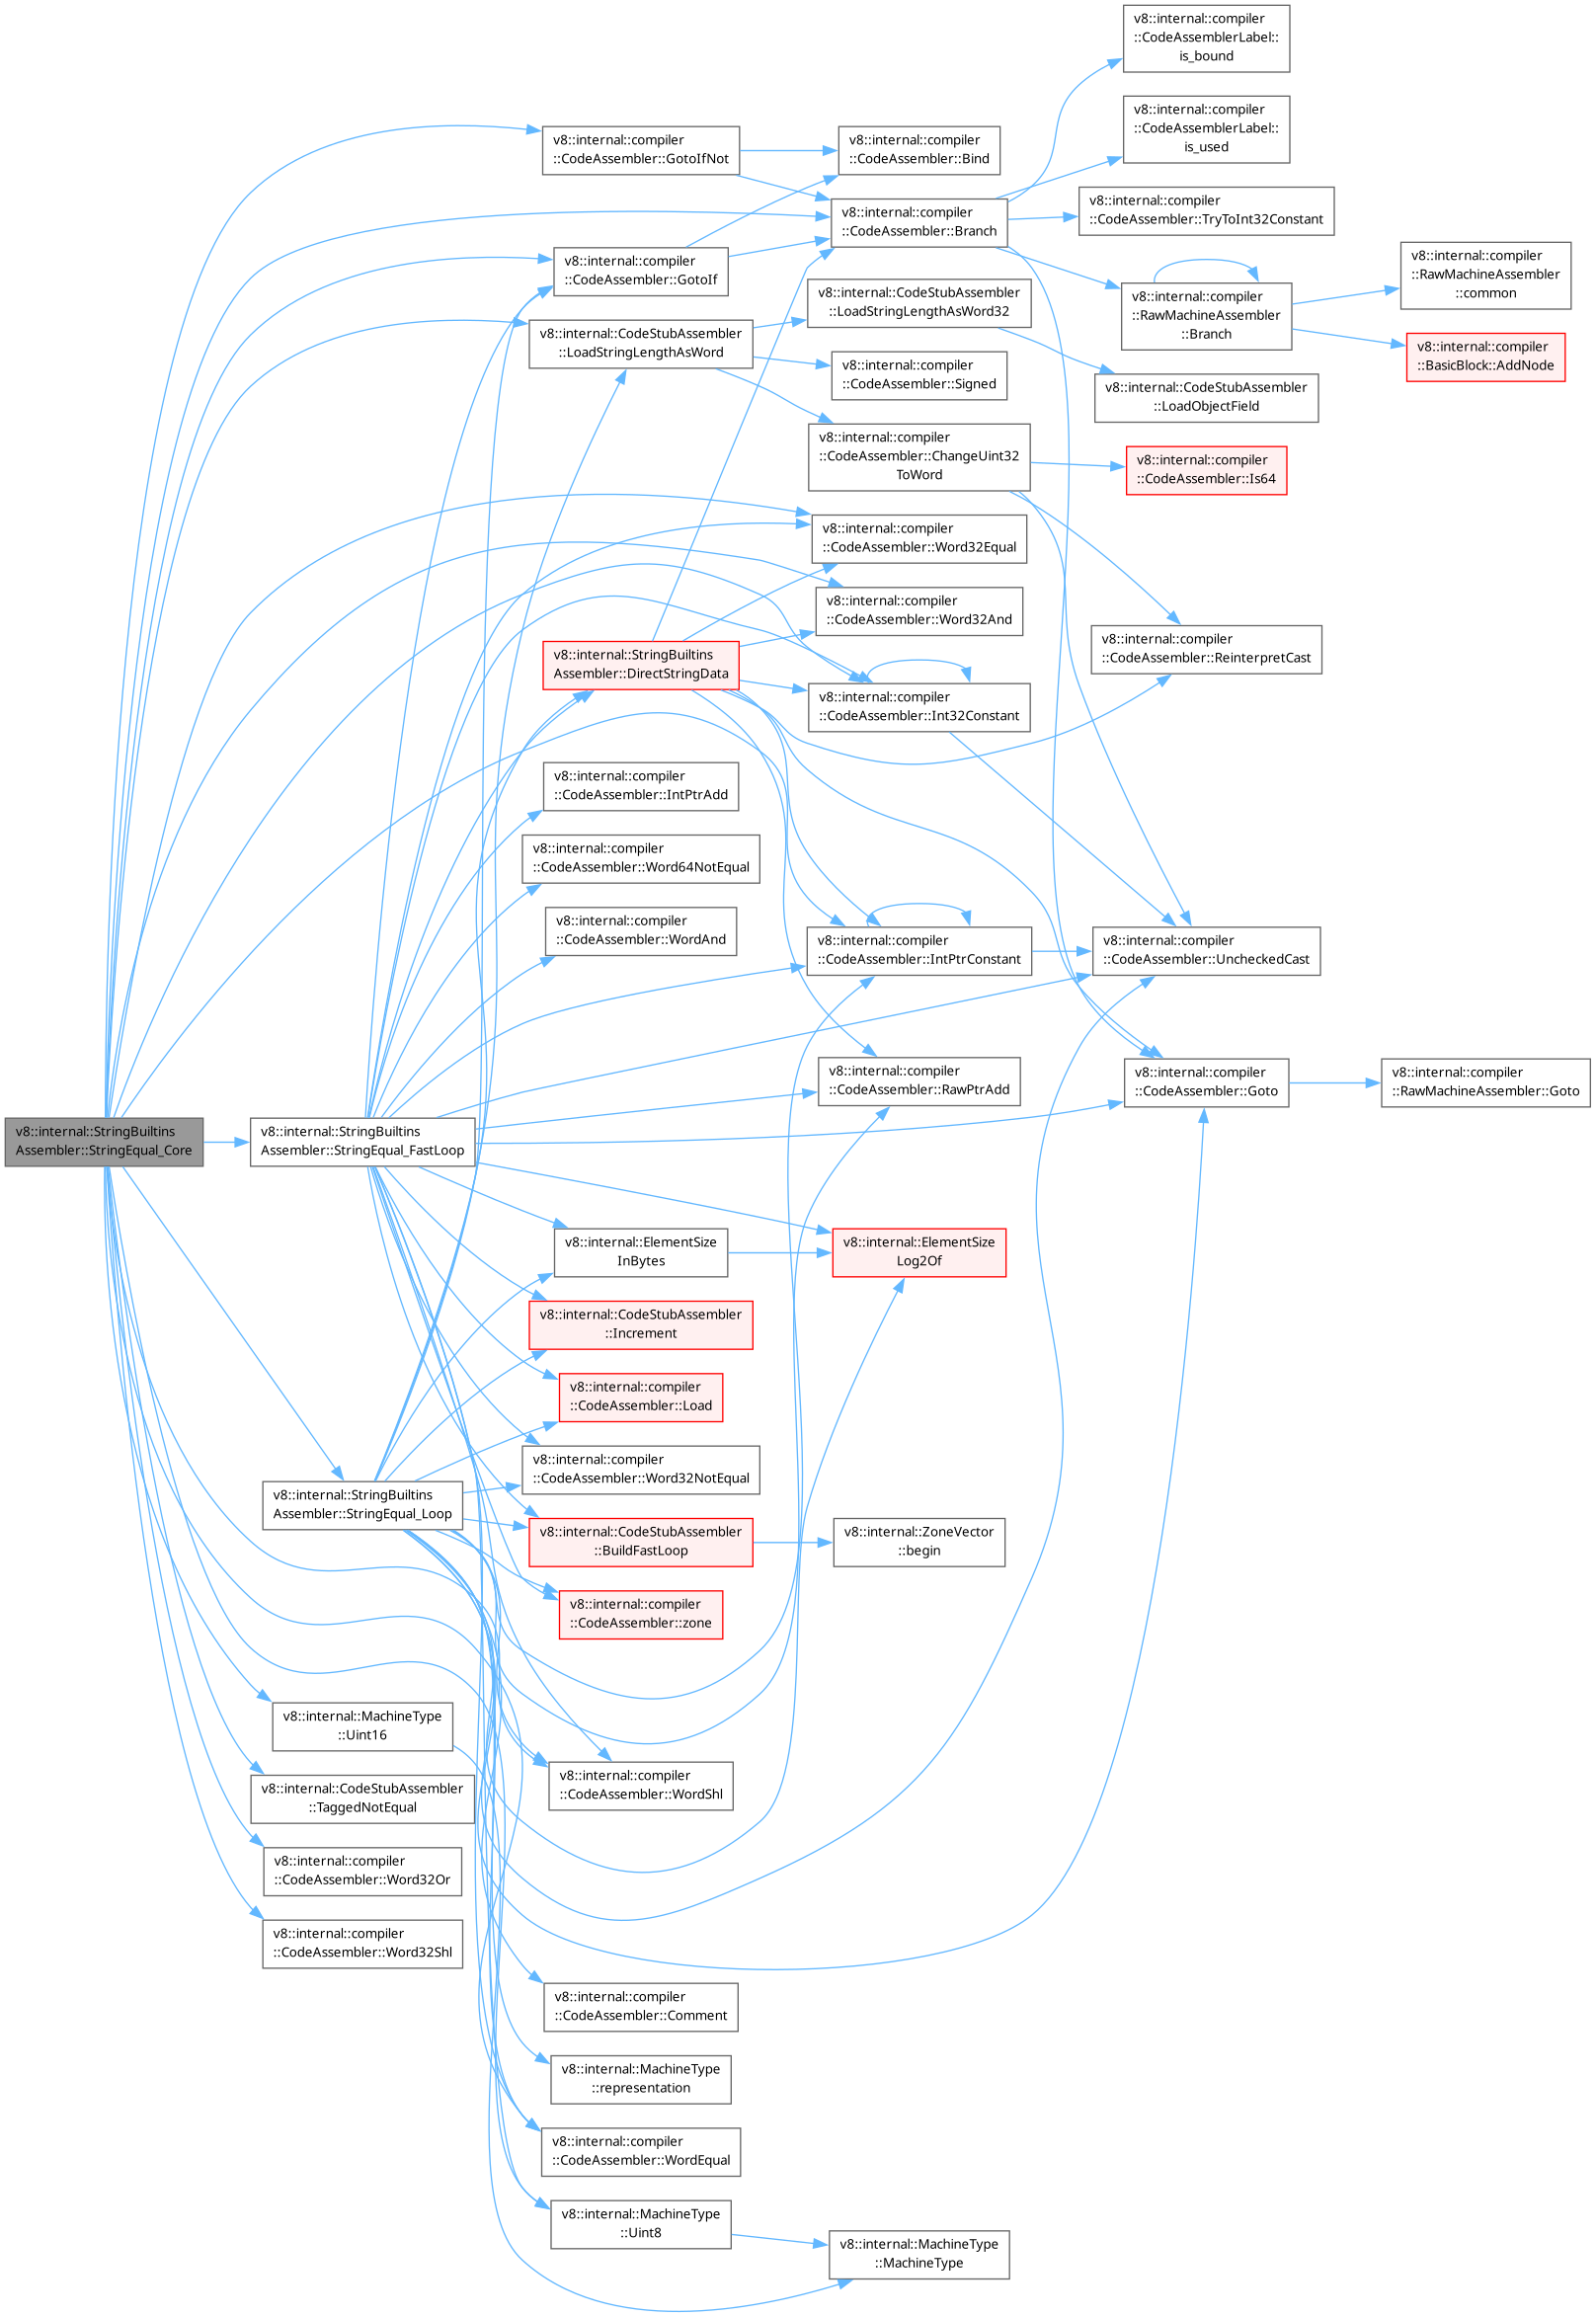 v8::internal::compiler
::CodeAssemblerLabel::
is_bound
v8::internal::compiler
::CodeAssemblerLabel::
is_used
v8::internal::compiler
::CodeAssembler::GotoIfNot
v8::internal::compiler
::CodeAssembler::Bind
v8::internal::compiler
::CodeAssembler::TryToInt32Constant
v8::internal::compiler
::CodeAssembler::Branch
v8::internal::compiler
::CodeAssembler::GotoIf
v8::internal::compiler
::RawMachineAssembler
::common
v8::internal::CodeStubAssembler
::LoadStringLengthAsWord32
v8::internal::compiler
::RawMachineAssembler
::Branch
v8::internal::CodeStubAssembler
::LoadStringLengthAsWord
v8::internal::compiler
::BasicBlock::AddNode
v8::internal::compiler
::CodeAssembler::Signed
v8::internal::CodeStubAssembler
::LoadObjectField
v8::internal::compiler
::CodeAssembler::ChangeUint32
ToWord
v8::internal::compiler
::CodeAssembler::Is64
v8::internal::compiler
::CodeAssembler::Word32Equal
v8::internal::compiler
::CodeAssembler::Word32And
v8::internal::compiler
::CodeAssembler::ReinterpretCast
v8::internal::StringBuiltins
Assembler::DirectStringData
v8::internal::compiler
::CodeAssembler::Int32Constant
v8::internal::compiler
::CodeAssembler::IntPtrAdd
v8::internal::compiler
::CodeAssembler::Word64NotEqual
v8::internal::compiler
::CodeAssembler::WordAnd
v8::internal::compiler
::CodeAssembler::IntPtrConstant
v8::internal::compiler
::CodeAssembler::UncheckedCast
v8::internal::compiler
::CodeAssembler::RawPtrAdd
v8::internal::compiler
::CodeAssembler::Goto
v8::internal::compiler
::RawMachineAssembler::Goto
v8::internal::StringBuiltins
Assembler::StringEqual_Core
v8::internal::StringBuiltins
Assembler::StringEqual_FastLoop
v8::internal::ElementSize
InBytes
v8::internal::ElementSize
Log2Of
v8::internal::CodeStubAssembler
::Increment
v8::internal::compiler
::CodeAssembler::Load
v8::internal::compiler
::CodeAssembler::Word32NotEqual
v8::internal::StringBuiltins
Assembler::StringEqual_Loop
v8::internal::CodeStubAssembler
::BuildFastLoop
v8::internal::ZoneVector
::begin
v8::internal::compiler
::CodeAssembler::zone
v8::internal::MachineType
::Uint16
v8::internal::compiler
::CodeAssembler::WordShl
v8::internal::CodeStubAssembler
::TaggedNotEqual
v8::internal::compiler
::CodeAssembler::Word32Or
v8::internal::compiler
::CodeAssembler::Word32Shl
v8::internal::compiler
::CodeAssembler::Comment
v8::internal::MachineType
::representation
v8::internal::compiler
::CodeAssembler::WordEqual
v8::internal::MachineType
::Uint8
v8::internal::MachineType
::MachineType